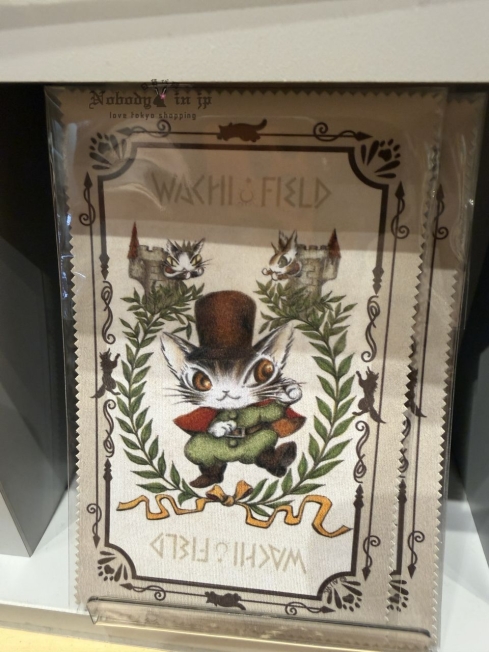 Nobody in jp
love tokyo shopping
WACHI FIELD
WACHI FIELD